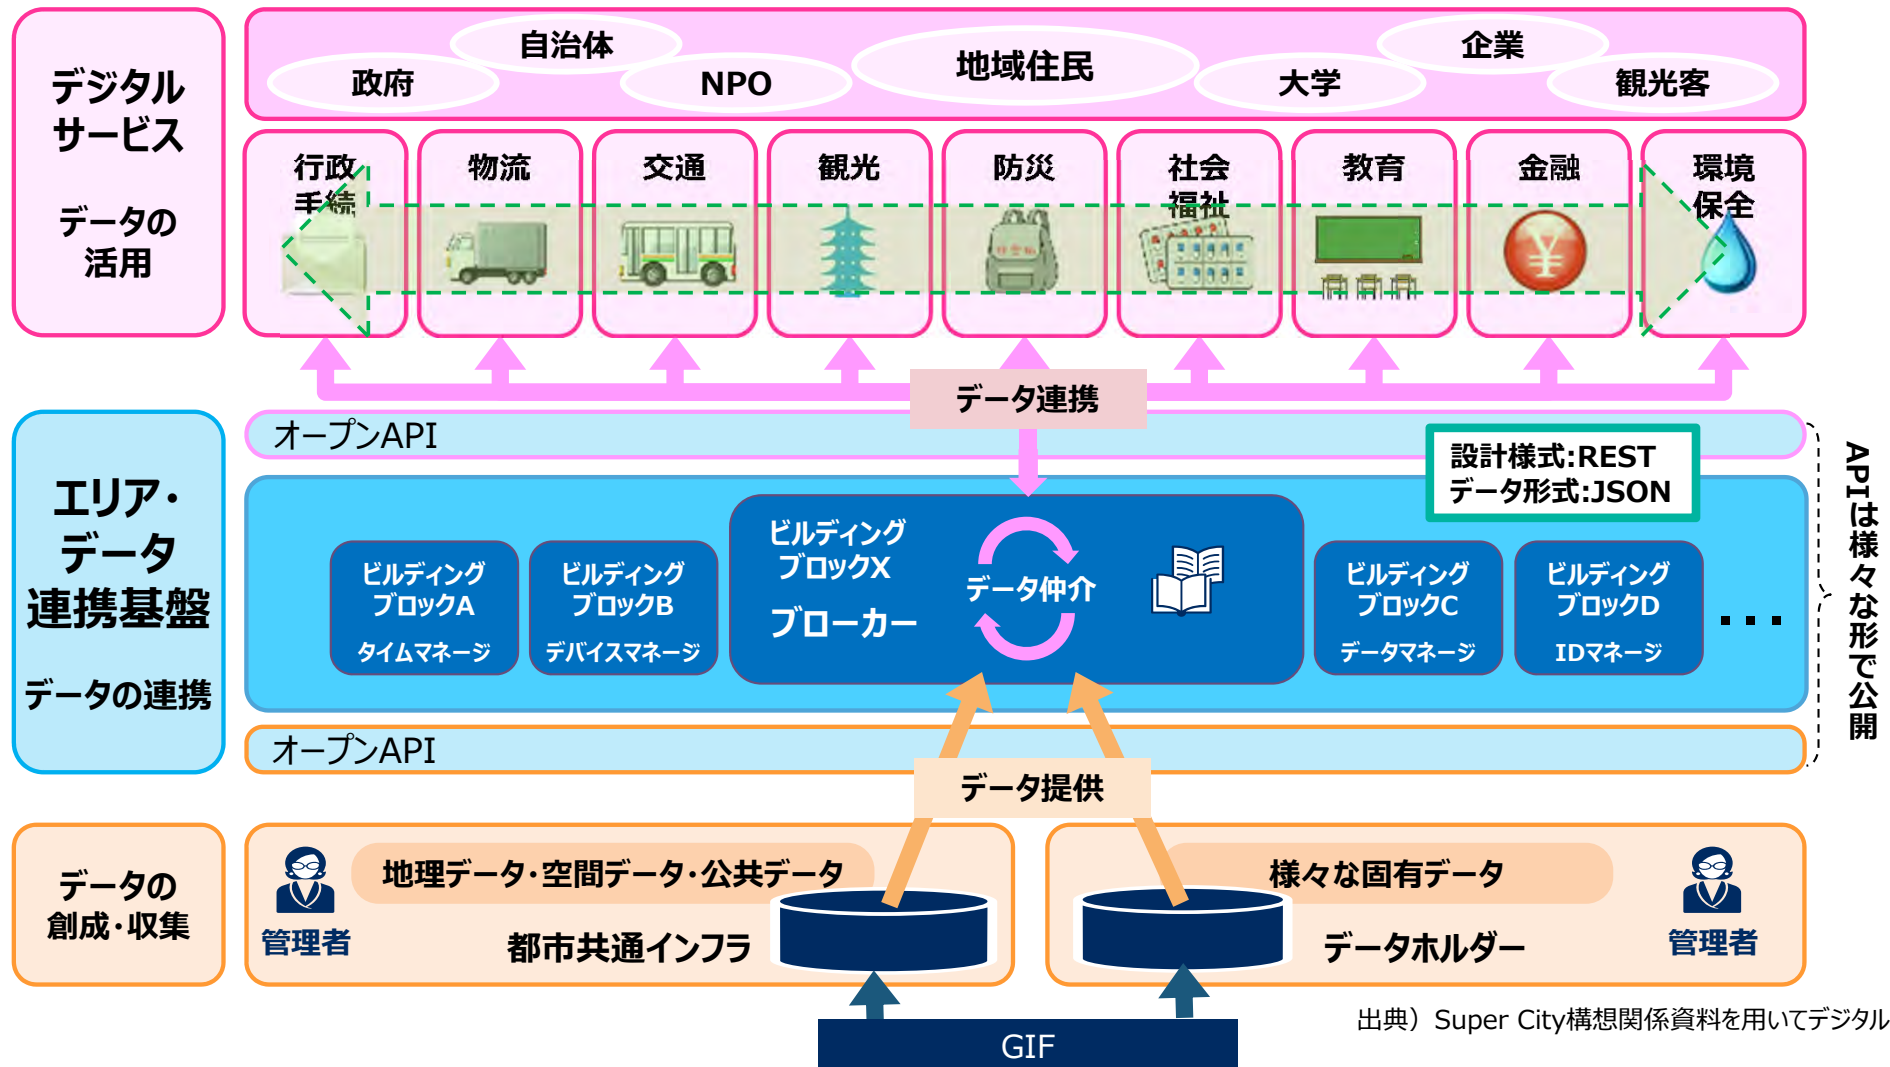 デジタル
サービス
データの
活用
自治体
企業
政府
NPO
地域住民
大学
観光客
行政
手続
物流
交通
観光
防災
社会
福祉
教育
金融
環境
保全
データ連携
オープンAPI
設計様式:REST
データ形式:JSON
エリア・
データ
連携基盤
データの連携
ビルディング
ブロックA
タイムマネージ
ビルディング
ブロックB
デバイスマネージ
ビルディング
ブロックX
ブローカー
データ仲介
ビルディング
ブロックC
データマネージ
ビルディング
ブロックD
IDマネージ
・・・
APIは様々な形で公開
オープンAPI
データ提供
データの
創成・収集
管理者
地理データ・空間データ・公共データ
都市共通インフラ
様々な固有データ
データホルダー
管理者
GIF
出典）Super City構想関係資料を用いてデジタル